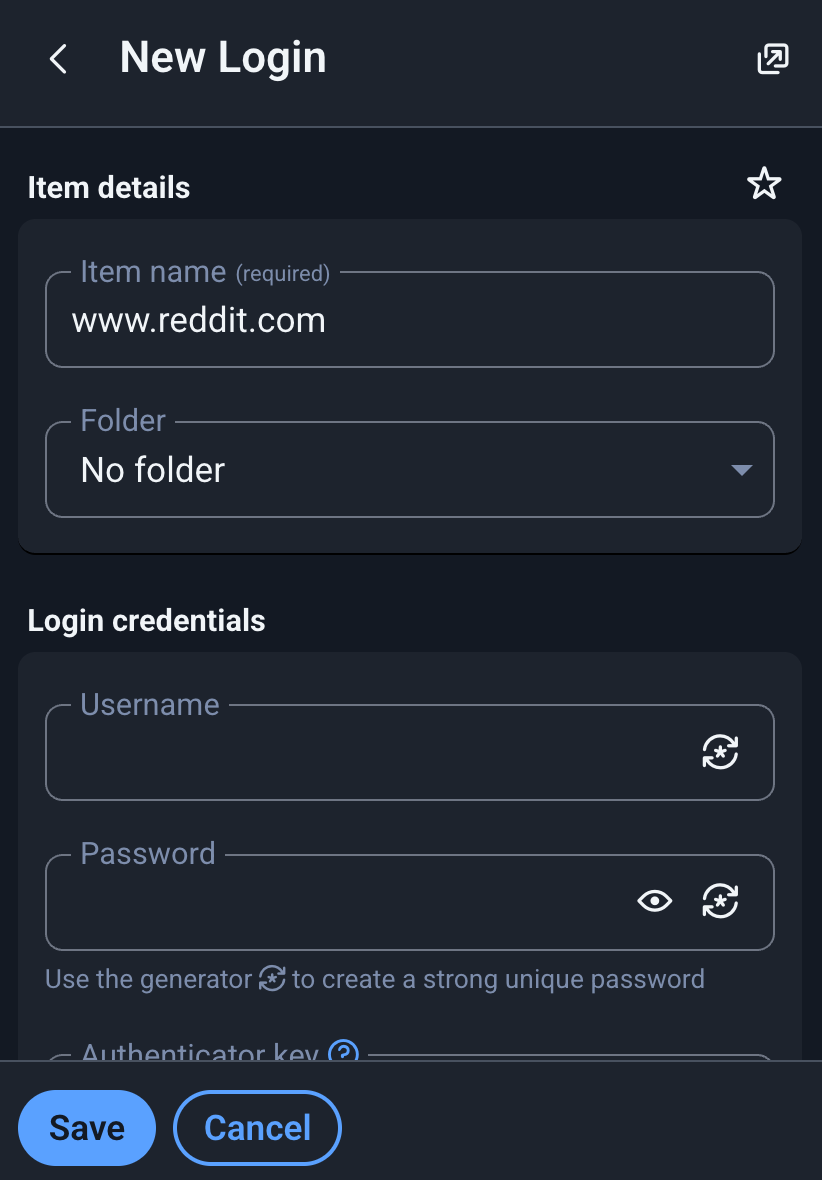 New Login
Item details
Item name (required)
www.reddit.com
Folder
No folder
Login credentials
Username
Password
Use the generator to create a strong unique password
Authenticator key
Save
Cancel